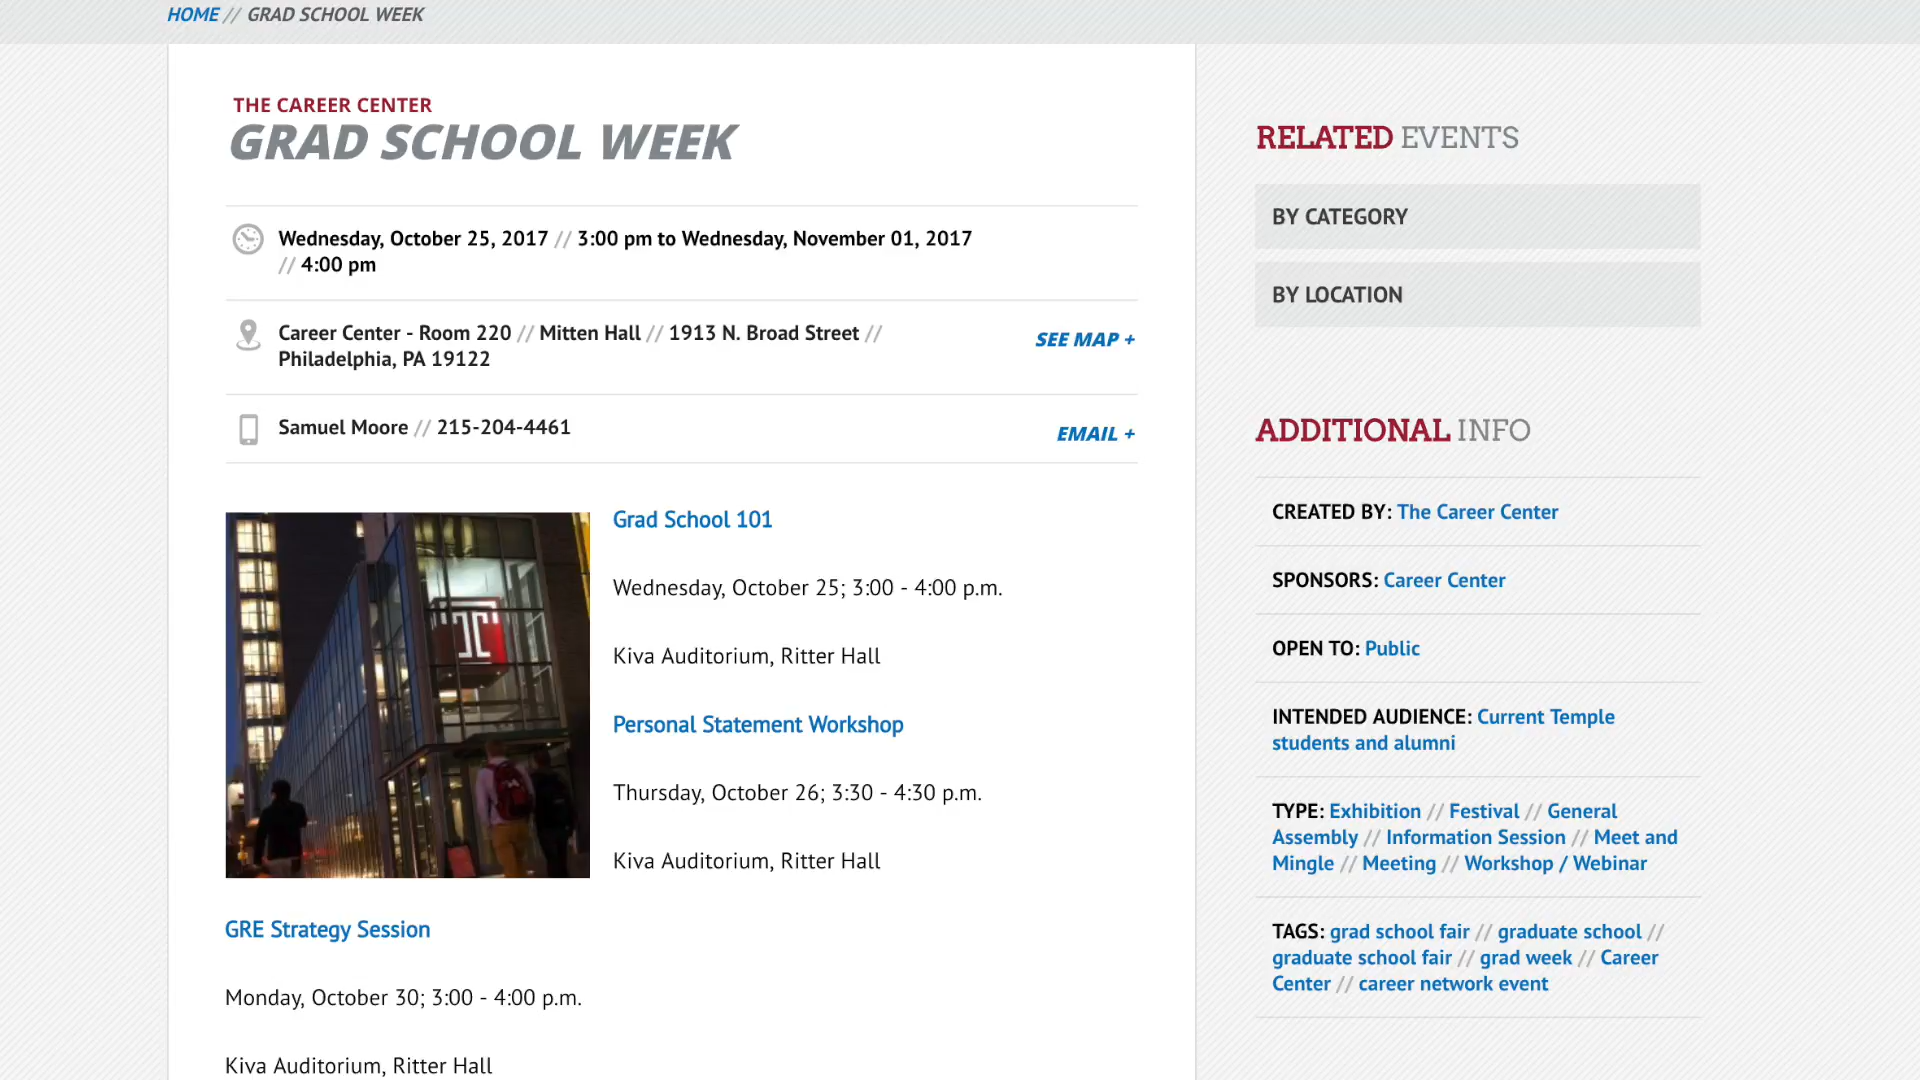 HOME // GRAD SCHOOL WEEK
THE CAREER CENTER
GRAD SCHOOL WEEK
Wednesday, October 25, 2017 // 3:00 pm to Wednesday, November 01, 2017
// 4:00 pm
Career Center - Room 220 // Mitten Hall // 1913 N. Broad Street //
Philadelphia, PA 19122
SEE MAP +
Samuel Moore // 215-204-4461
EMAIL +
T
Grad School 101
Wednesday, October 25; 3:00 - 4:00 p.m.
Kiva Auditorium, Ritter Hall
Personal Statement Workshop
Thursday, October 26; 3:30 - 4:30 p.m.
Kiva Auditorium, Ritter Hall
GRE Strategy Session
Monday, October 30; 3:00 - 4:00 p.m.
Kiva Auditorium, Ritter Hall
RELATED EVENTS
BY CATEGORY
BY LOCATION
ADDITIONAL INFO
CREATED BY: The Career Center
SPONSORS: Career Center
OPEN TO: Public
INTENDED AUDIENCE: Current Temple
students and alumni
TYPE: Exhibition // Festival // General
Assembly // Information Session // Meet and
Mingle // Meeting // Workshop / Webinar
TAGS: grad school fair // graduate school //
graduate school fair // grad week // Career
Center // career network event